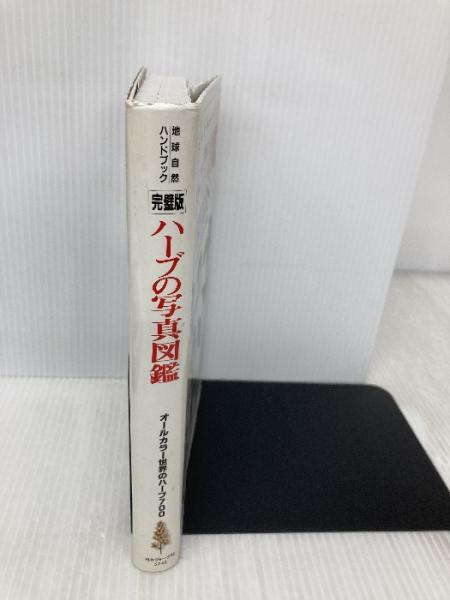 地球自然
ハンドブック
完璧版
ハーブの写真図鑑
オールカラー世界のハーブ700